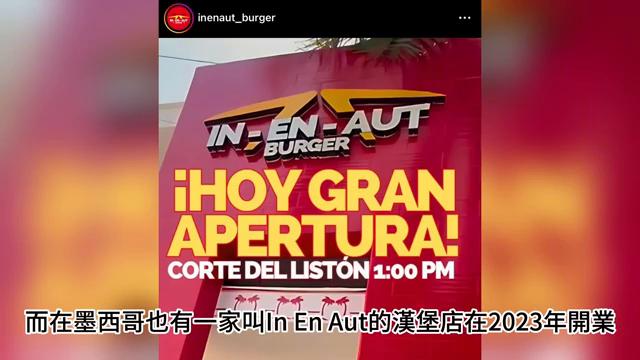 inenaut_burger
IN-EN-AUT
BURGER
¡HOY GRAN
APERTURA!
CORTE DEL LISTÓN 1:00 PM
而在墨西哥也有一家叫In En Aut的漢堡店在2023年開業